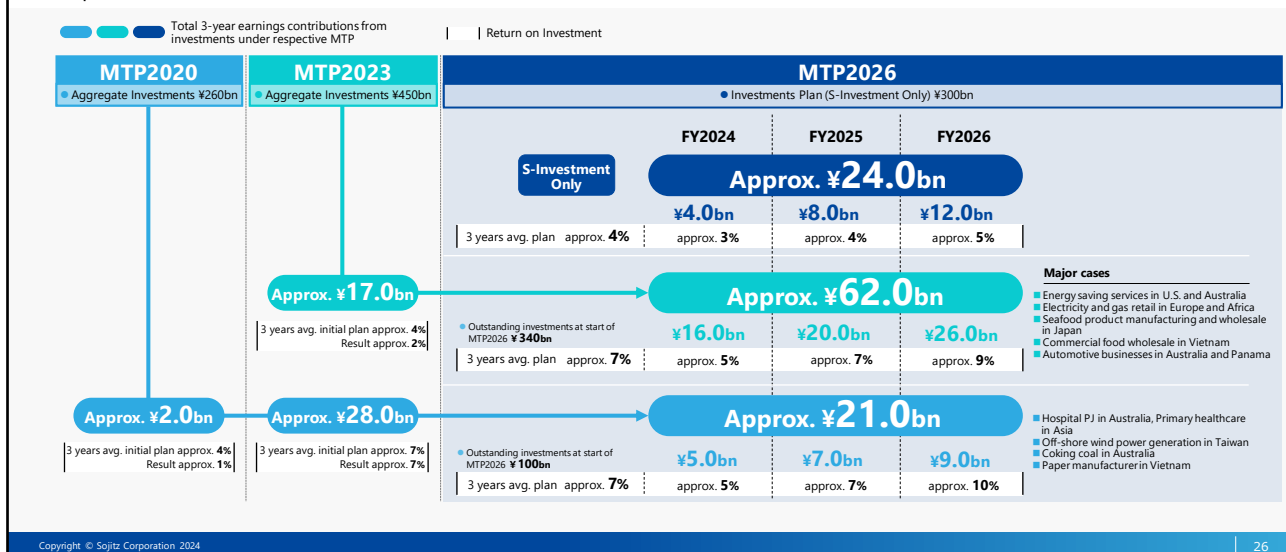 Total 3-year earnings contributions from
investments under respective MTP
Return on Investment
MTP2020
● Aggregate Investments ¥260bn
MTP2023
● Aggregate Investments ¥450bn
MTP2026
● Investments Plan (S-Investment Only) ¥300bn
FY2024 FY2025 FY2026
S-Investment
Only
Approx. ¥24.0bn
¥4.0bn ¥8.0bn ¥12.0bn
3 years avg. plan approx. 4% approx. 3% approx. 4% approx. 5%
Approx. ¥17.0bn
3 years avg. initial plan approx. 4%
Result approx. 2%
Approx. ¥62.0bn
● Outstanding investments at start of
MTP2026 ¥ 340bn
¥16.0bn ¥20.0bn ¥26.0bn
3 years avg. plan approx. 7% approx. 5% approx. 7% approx. 9%
Major cases
■ Energy saving services in U.S. and Australia
■ Electricity and gas retail in Europe and Africa
■ Seafood product manufacturing and wholesale
in Japan
■ Commercial food wholesale in Vietnam
■ Automotive businesses in Australia and Panama
Approx. ¥2.0bn
3 years avg. initial plan approx. 4%
Result approx. 1%
Approx. ¥28.0bn
3 years avg. initial plan approx. 7%
Result approx. 7%
Approx. ¥21.0bn
● Outstanding investments at start of
MTP2026 ¥ 100bn
¥5.0bn ¥7.0bn ¥9.0bn
3 years avg. plan approx. 7% approx. 5% approx. 7% approx. 10%
■ Hospital PJ in Australia, Primary healthcare
in Asia
■ Off-shore wind power generation in Taiwan
■ Coking coal in Australia
■ Paper manufacturer in Vietnam
Copyright © Sojitz Corporation 2024
26